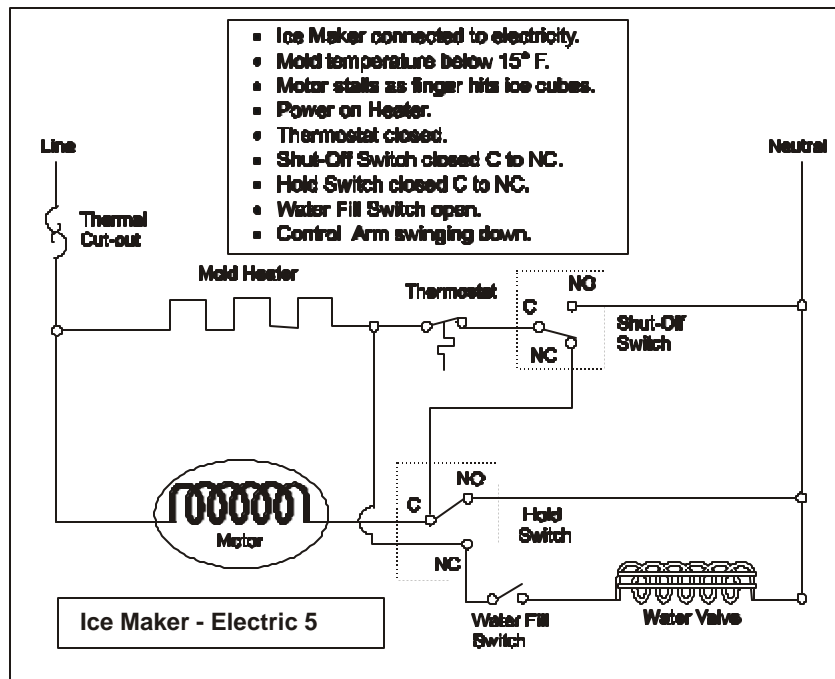 ▪ Ice Maker connected to electricity.
▪ Mold temperature below 15° F.
▪ Motor stalls as finger hits ice cubes.
▪ Power on Heater.
▪ Thermostat closed.
▪ Shut-Off Switch closed C to NC.
▪ Hold Switch closed C to NC.
▪ Water Fill Switch open.
▪ Control Arm swinging down.
Line
Neutral
Thermal
Cut-out
Mold Heater
Thermostat
NO
C
NC
Shut-Off
Switch
NO
C
NC
Hold
Switch
Motor
Water Fill
Switch
Water Valve
Ice Maker - Electric 5